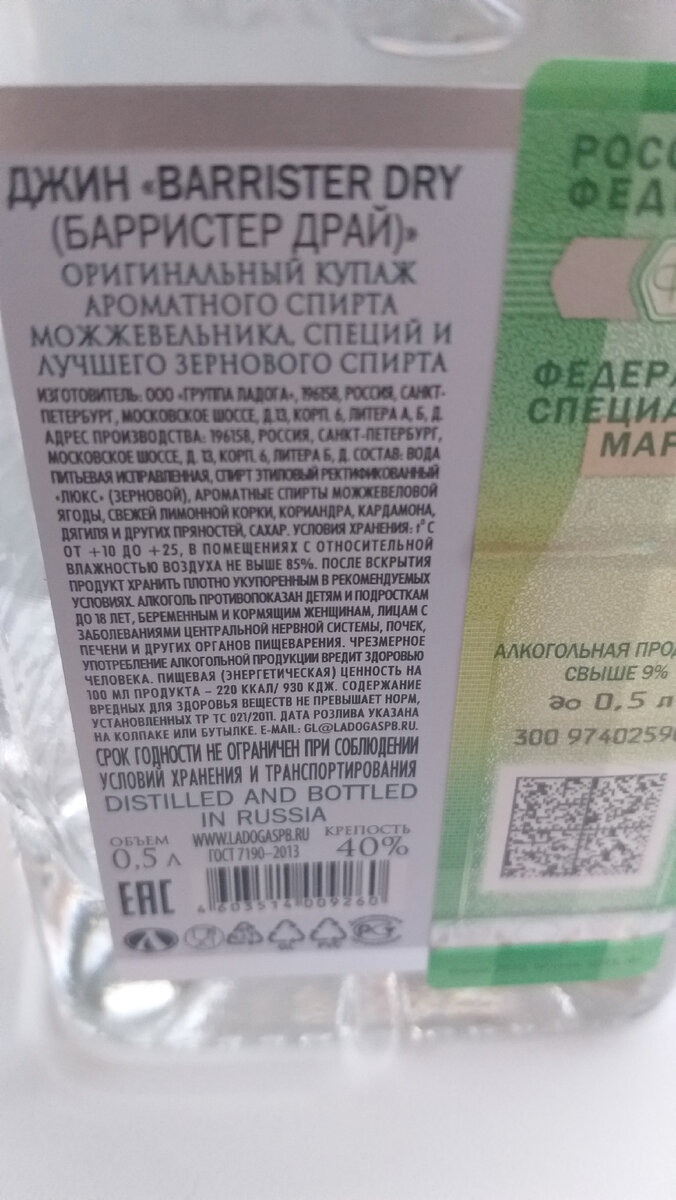 ДЖИН «BARRISTER DRY
(БАРРИСТЕР ДРАЙ)»
ОРИГИНАЛЬНЫЙ КУПАЖ
АРОМАТНОГО СПИРТА
МОЖЖЕВЕЛЬНИКА, СПЕЦИЙ И
ЛУЧШЕГО ЗЕРНОВОГО СПИРТА
ИЗГОТОВИТЕЛЬ: ООО «ГРУППА ЛАДОГА», 196158, РОССИЯ, САНКТ-
ПЕТЕРБУРГ, МОСКОВСКОЕ ШОССЕ, Д.13, КОРП. 6, ЛИТЕРА А, Б, Д.
АДРЕС ПРОИЗВОДСТВА: 196158, РОССИЯ, САНКТ-ПЕТЕРБУРГ,
МОСКОВСКОЕ ШОССЕ, Д. 13, КОРП. 6, ЛИТЕРА Б, Д. СОСТАВ: ВОДА
ПИТЬЕВАЯ ИСПРАВЛЕННАЯ, СПИРТ ЭТИЛОВЫЙ РЕКТИФИКОВАННЫЙ
«ЛЮКС» (ЗЕРНОВОЙ), АРОМАТНЫЕ СПИРТЫ МОЖЖЕВЕЛОВОЙ
ЯГОДЫ, СВЕЖЕЙ ЛИМОННОЙ КОРКИ, КОРИАНДРА, КАРДАМОНА,
ДЯГИЛЯ И ДРУГИХ ПРЯНОСТЕЙ, САХАР. УСЛОВИЯ ХРАНЕНИЯ: t° С
ОТ +10 ДО +25, В ПОМЕЩЕНИЯХ С ОТНОСИТЕЛЬНОЙ
ВЛАЖНОСТЬЮ ВОЗДУХА НЕ ВЫШЕ 85%. ПОСЛЕ ВСКРЫТИЯ
ПРОДУКТ ХРАНИТЬ ПЛОТНО УКУПОРЕННЫМ В РЕКОМЕНДУЕМЫХ
УСЛОВИЯХ. АЛКОГОЛЬ ПРОТИВОПОКАЗАН ДЕТЯМ И ПОДРОСТКАМ
ДО 18 ЛЕТ, БЕРЕМЕННЫМ И КОРМЯЩИМ ЖЕНЩИНАМ, ЛИЦАМ С
ЗАБОЛЕВАНИЯМИ ЦЕНТРАЛЬНОЙ НЕРВНОЙ СИСТЕМЫ, ПОЧЕК,
ПЕЧЕНИ И ДРУГИХ ОРГАНОВ ПИЩЕВАРЕНИЯ. ЧРЕЗМЕРНОЕ
УПОТРЕБЛЕНИЕ АЛКОГОЛЬНОЙ ПРОДУКЦИИ ВРЕДИТ ЗДОРОВЬЮ
ЧЕЛОВЕКА. ПИЩЕВАЯ (ЭНЕРГЕТИЧЕСКАЯ) ЦЕННОСТЬ НА
100 МЛ ПРОДУКТА – 220 ККАЛ/ 930 КДЖ. СОДЕРЖАНИЕ
ВРЕДНЫХ ДЛЯ ЗДОРОВЬЯ ВЕЩЕСТВ НЕ ПРЕВЫШАЕТ НОРМ,
УСТАНОВЛЕННЫХ ТР ТС 021/2011. ДАТА РОЗЛИВА УКАЗАНА
НА КОЛПАКЕ ИЛИ БУТЫЛКЕ. E-MAIL: GL@LADOGASPB.RU.
СРОК ГОДНОСТИ НЕ ОГРАНИЧЕН ПРИ СОБЛЮДЕНИИ
УСЛОВИЙ ХРАНЕНИЯ И ТРАНСПОРТИРОВАНИЯ
DISTILLED AND BOTTLED
IN RUSSIA
ОБЪЕМ WWW.LADOGASPB.RU КРЕПОСТЬ
0,5 Л ГОСТ 7190–2013 40%
EAC
4 603514 009260
РОСС
ФЕДЕ
ФЕДЕРА
СПЕЦИА
МАР
АЛКОГОЛЬНАЯ ПРОД
СВЫШЕ 9%
до 0,5 л
300 9740259